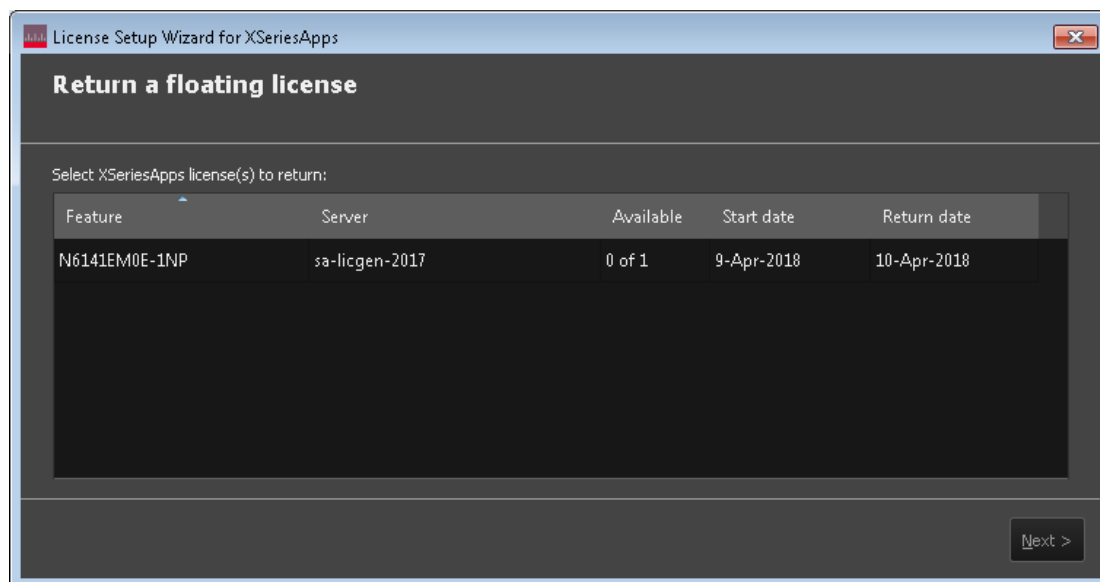 License Setup Wizard for XSeriesApps
Return a floating license
Select XSeriesApps license(s) to return:
Feature Server Available Start date Return date
N6141EM0E-1NP sa-licgen-2017 0 of 1 9-Apr-2018 10-Apr-2018
Next >